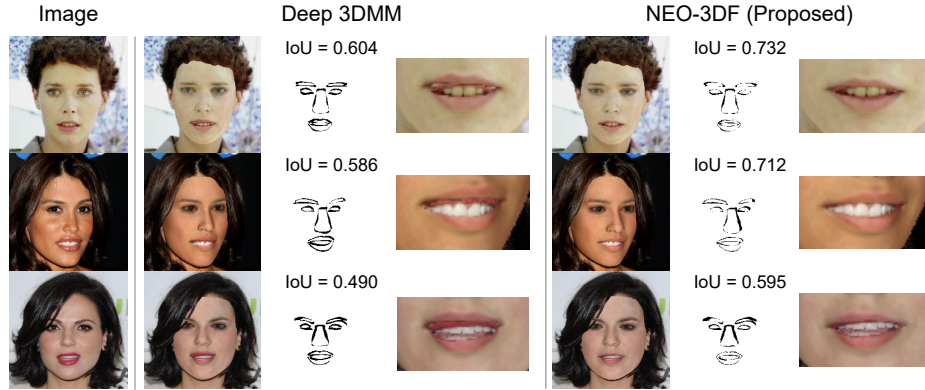 Image
Deep 3DMM
NEO-3DF (Proposed)
IoU = 0.604
IoU = 0.732
IoU = 0.586
IoU = 0.712
IoU = 0.490
IoU = 0.595